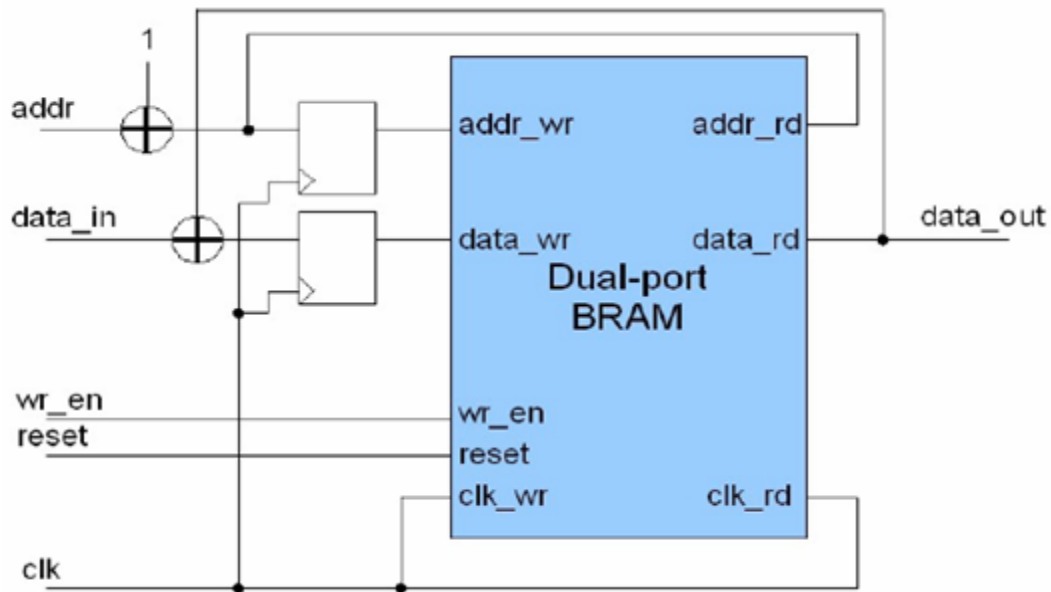 1
addr
addr_wr
addr_rd
data_in
data_out
data_wr
data_rd
Dual-port
BRAM
wr_en
wr_en
reset
reset
clk_wr
clk_rd
clk